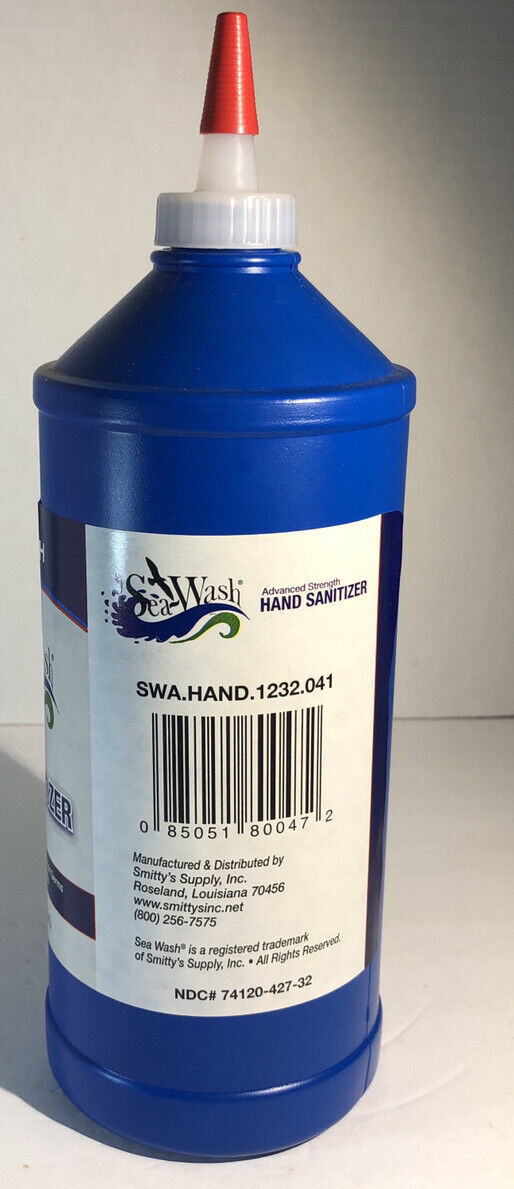 H
Sea Wash®
Advanced Strength
HAND SANITIZER
SWA.HAND.1232.041
0 85051 80047 2
Manufactured & Distributed by
Smitty's Supply, Inc.
Roseland, Louisiana 70456
www.smittysinc.net
(800) 256-7575
Sea Wash® is a registered trademark
of Smitty's Supply, Inc. • All Rights Reserved.
NDC# 74120-427-32
sh
ZER